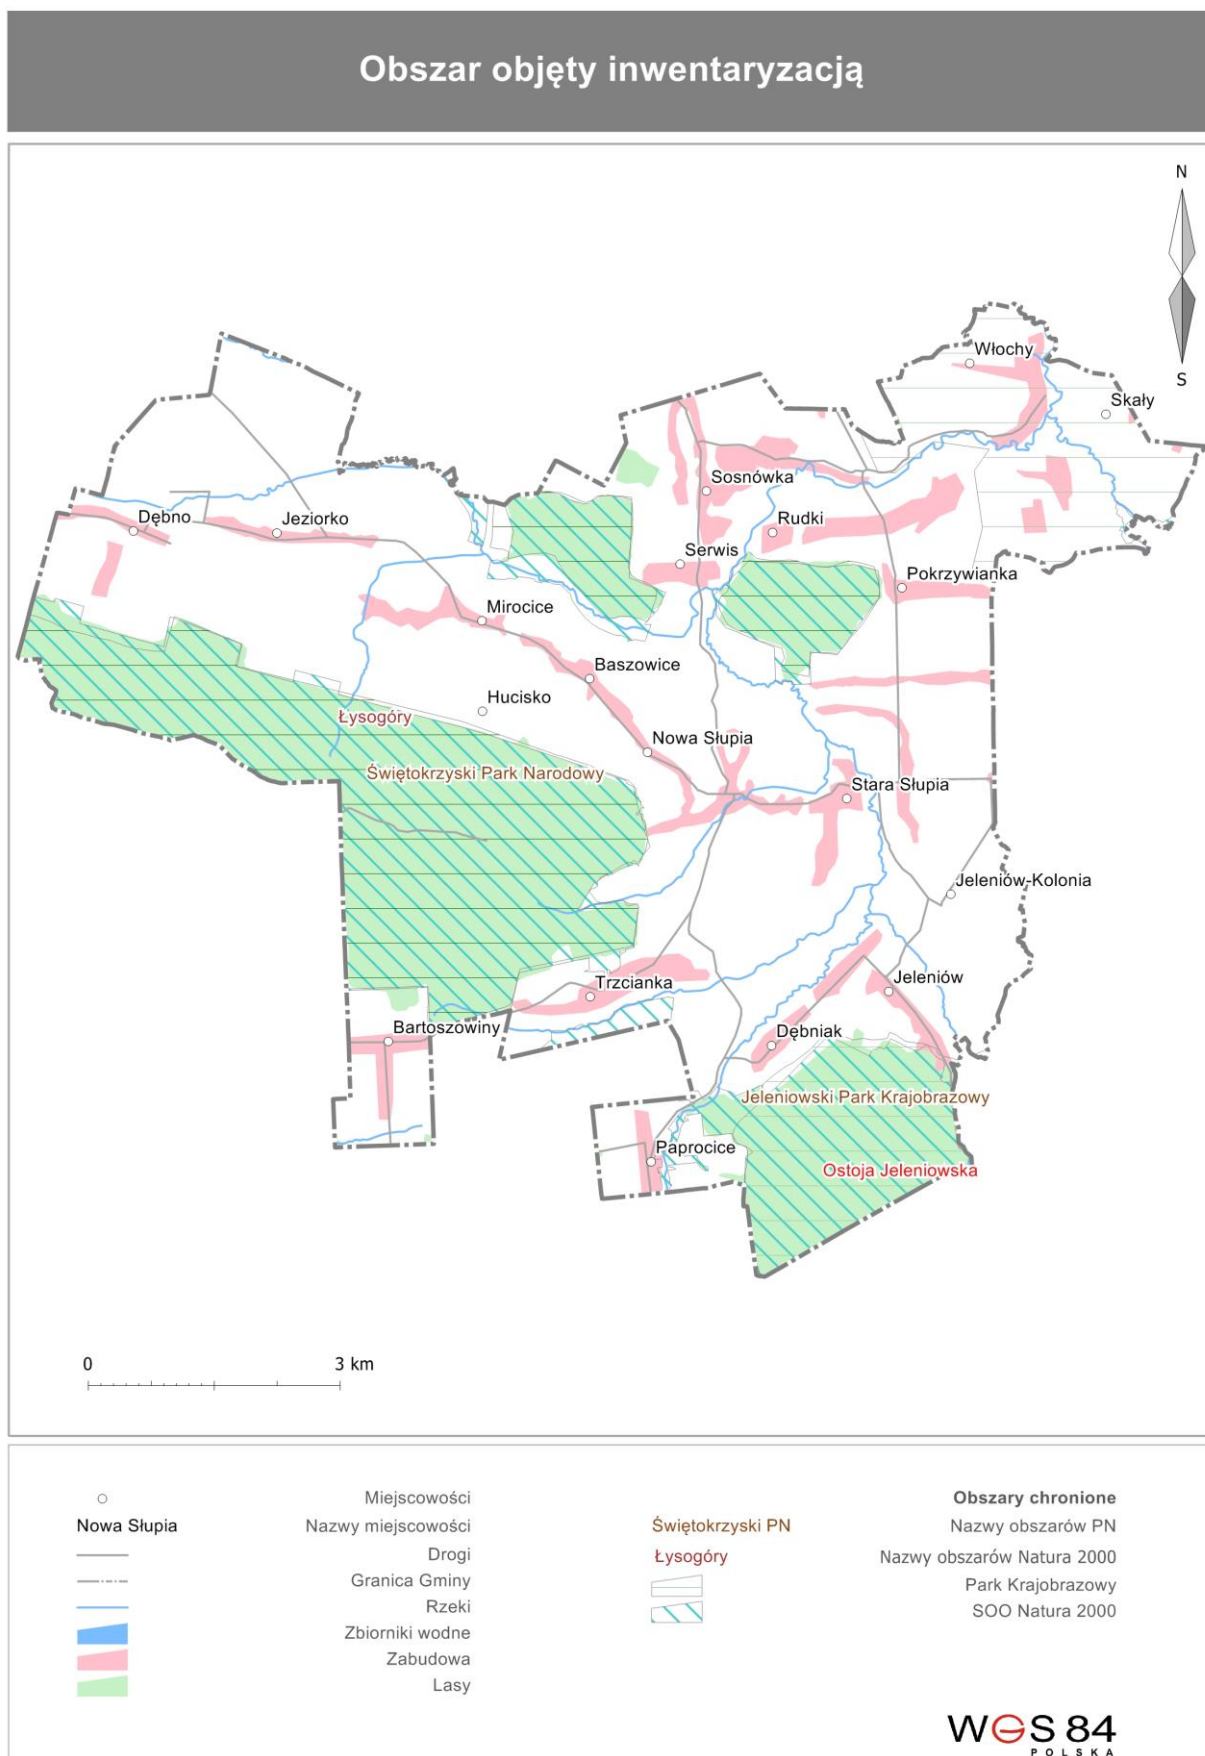 Obszar objęty inwentaryzacją
N
S
Włochy
Skały
Sosnówka
Dębno
Jeziorko
Rudki
Serwis
Pokrzywianka
Mirocice
Baszowice
Hucisko
Łysogóry
Nowa Słupia
Świętokrzyski Park Narodowy
Stara Słupia
Jeleniów-Kolonia
Trzcianka
Jeleniów
Bartoszowiny
Dębniak
Jeleniowski Park Krajobrazowy
Paprocice
Ostoja Jeleniowska
0 3 km
Miejscowości
Nowa Słupia Nazwy miejscowości
Drogi
Granica Gminy
Rzeki
Zbiorniki wodne
Zabudowa
Lasy
Obszary chronione
Świętokrzyski PN Nazwy obszarów PN
Łysogóry Nazwy obszarów Natura 2000
Park Krajobrazowy
SOO Natura 2000
WGS 84
POLSKA